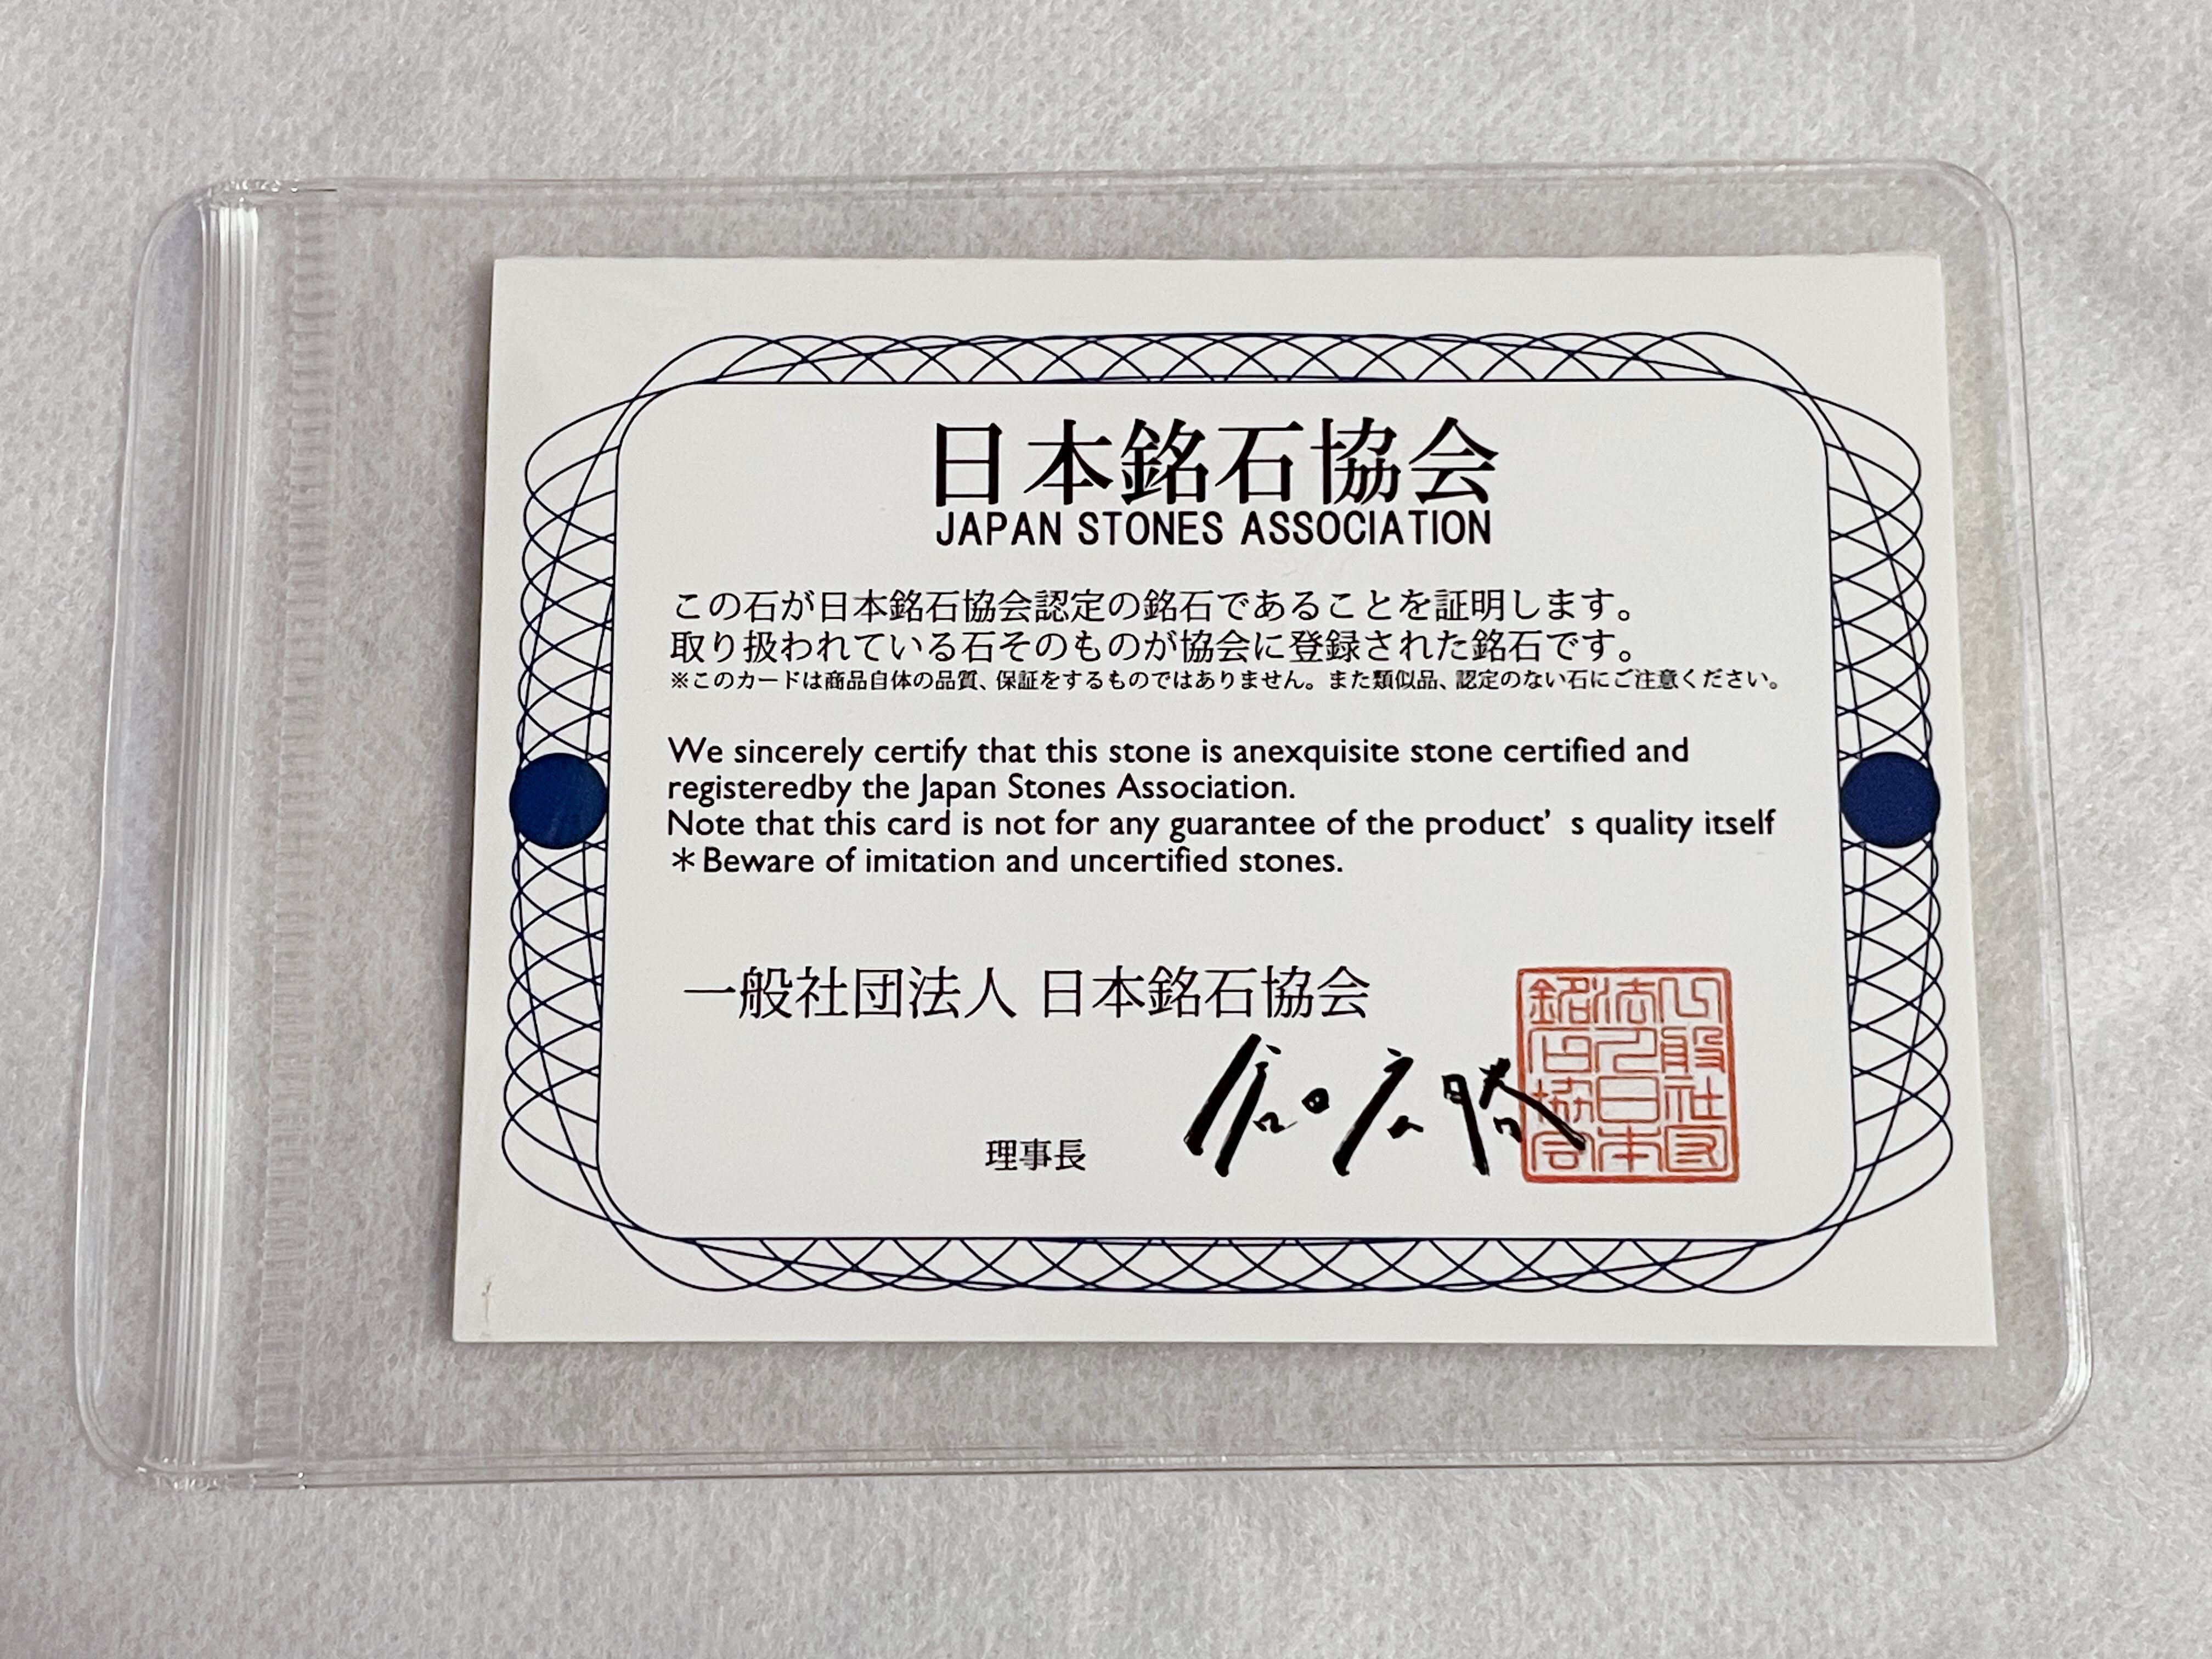 日本銘石協会
JAPAN STONES ASSOCIATION
この石が日本銘石協会認定の銘石であることを証明します。
取り扱われている石そのものが協会に登録された銘石です。
※このカードは商品自体の品質、保証をするものではありません。また類似品、認定のない石にご注意ください。
We sincerely certify that this stone is anexquisite stone certified and
registeredby the Japan Stones Association.
Note that this card is not for any guarantee of the product’ s quality itself
＊Beware of imitation and uncertified stones.
一般社団法人 日本銘石協会
理事長